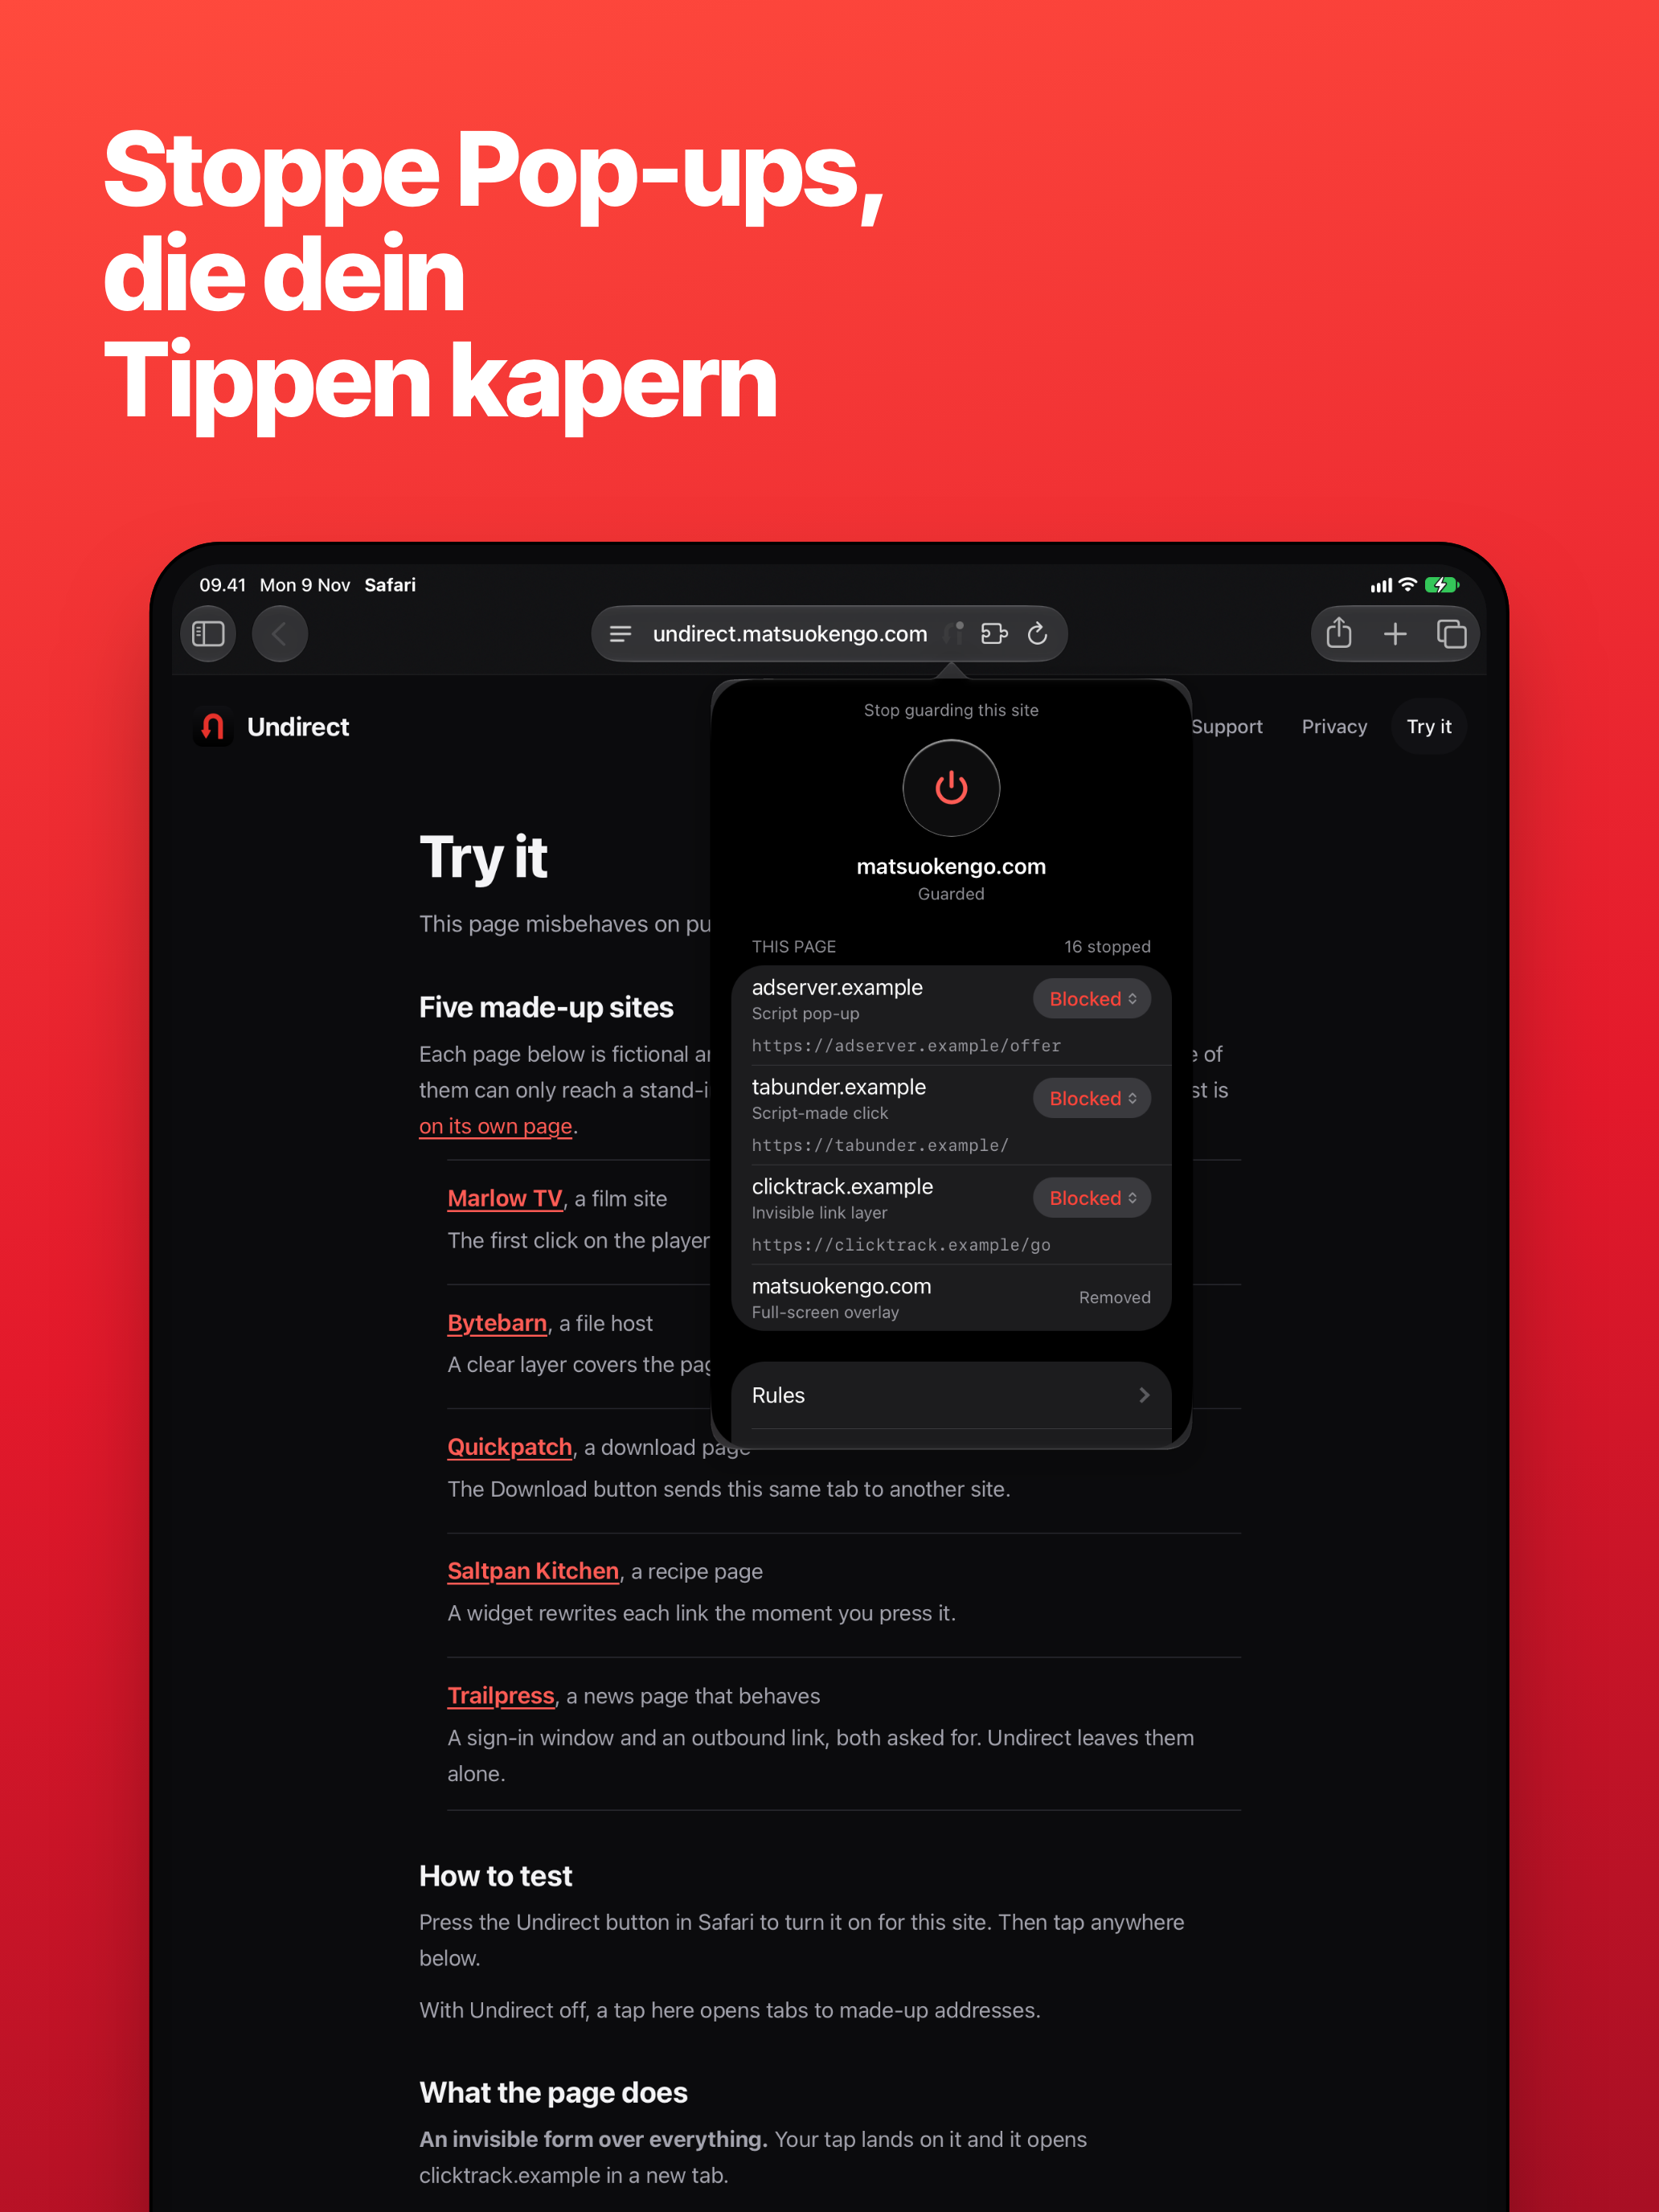 Stoppe Pop-ups,
die dein
Tippen kapern
09.41 Mon 9 Nov Safari
undirect.matsuokengo.com
Undirect
Support Privacy Try it
Stop guarding this site
matsuokengo.com
Guarded
THIS PAGE 16 stopped
adserver.example
Script pop-up
Blocked
https://adserver.example/offer
tabunder.example
Script-made click
Blocked
https://tabunder.example/
clicktrack.example
Invisible link layer
Blocked
https://clicktrack.example/go
matsuokengo.com
Full-screen overlay
Removed
Rules
Try it
This page misbehaves on pu
Five made-up sites
Each page below is fictional of
them can only reach a stand-i st is
on its own page.
Marlow TV, a film site
The first click on the player
Bytebarn, a file host
A clear layer covers the pag
Quickpatch, a download page
The Download button sends this same tab to another site.
Saltpan Kitchen, a recipe page
A widget rewrites each link the moment you press it.
Trailpress, a news page that behaves
A sign-in window and an outbound link, both asked for. Undirect leaves them
alone.
How to test
Press the Undirect button in Safari to turn it on for this site. Then tap anywhere
below.
With Undirect off, a tap here opens tabs to made-up addresses.
What the page does
An invisible form over everything. Your tap lands on it and it opens
clicktrack.example in a new tab.